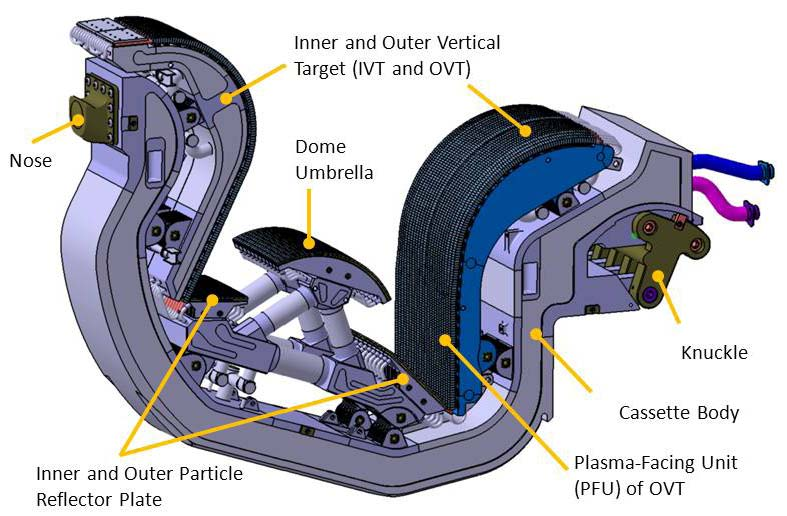 Inner and Outer Vertical
Target (IVT and OVT)
Nose
Dome
Umbrella
Knuckle
Cassette Body
Inner and Outer Particle
Reflector Plate
Plasma-Facing Unit
(PFU) of OVT